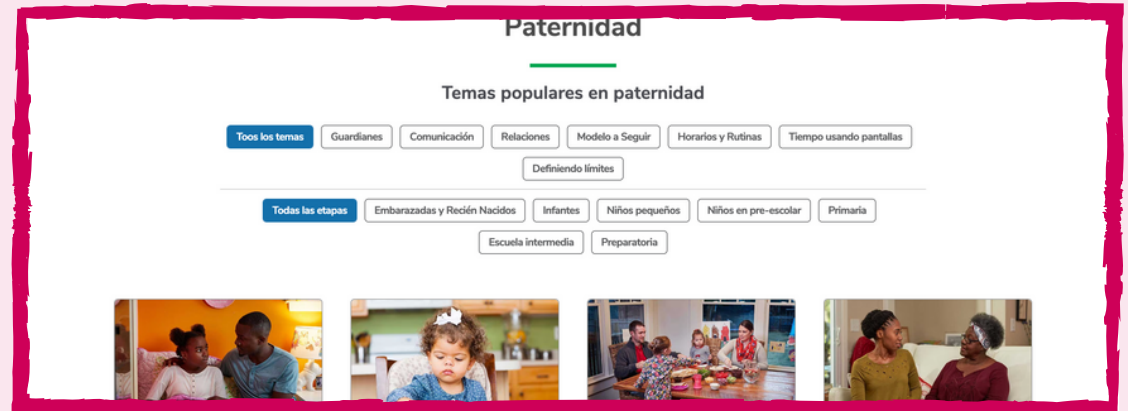 Paternidad
Temas populares en paternidad
Toos los temas Guardianes Comunicación Relaciones Modelo a Seguir Horarios y Rutinas Tiempo usando pantallas
Definiendo límites
Todas las etapas Embarazadas y Recién Nacidos Infantes Niños pequeños Niños en pre-escolar Primaria
Escuela intermedia Preparatoria